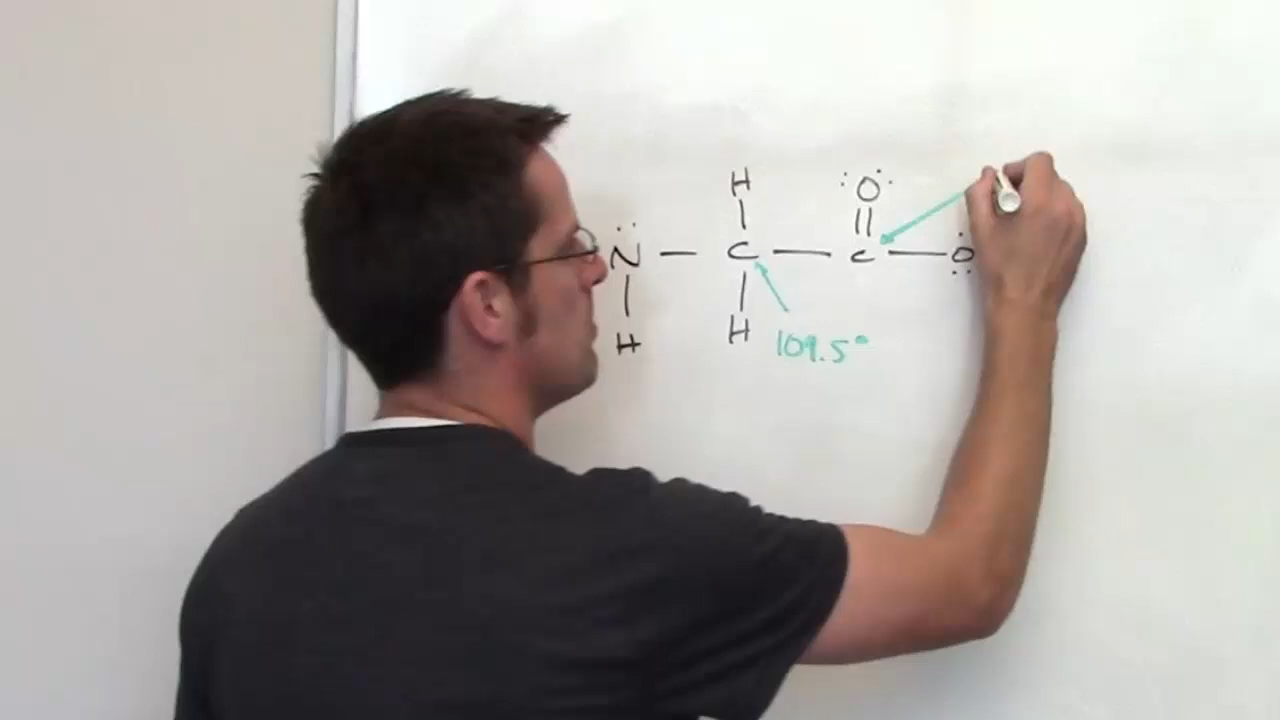 H :O:
N — C — C — O
H H 109.5°